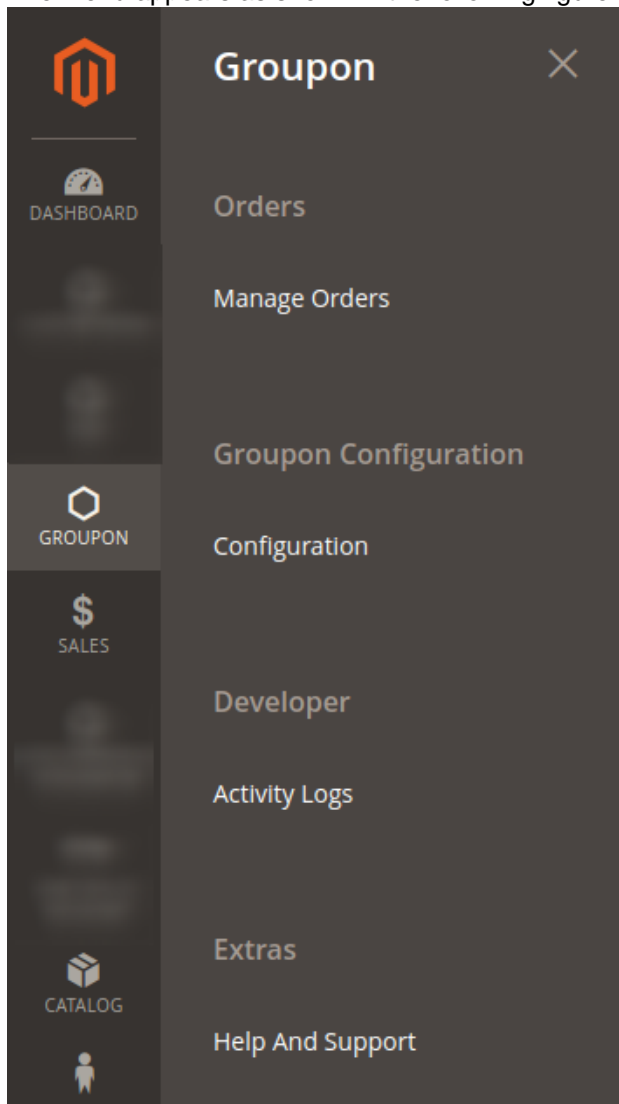 Groupon
DASHBOARD
Orders
Manage Orders
Groupon Configuration
GROUPON
Configuration
$
SALES
Developer
Activity Logs
Extras
CATALOG
Help And Support